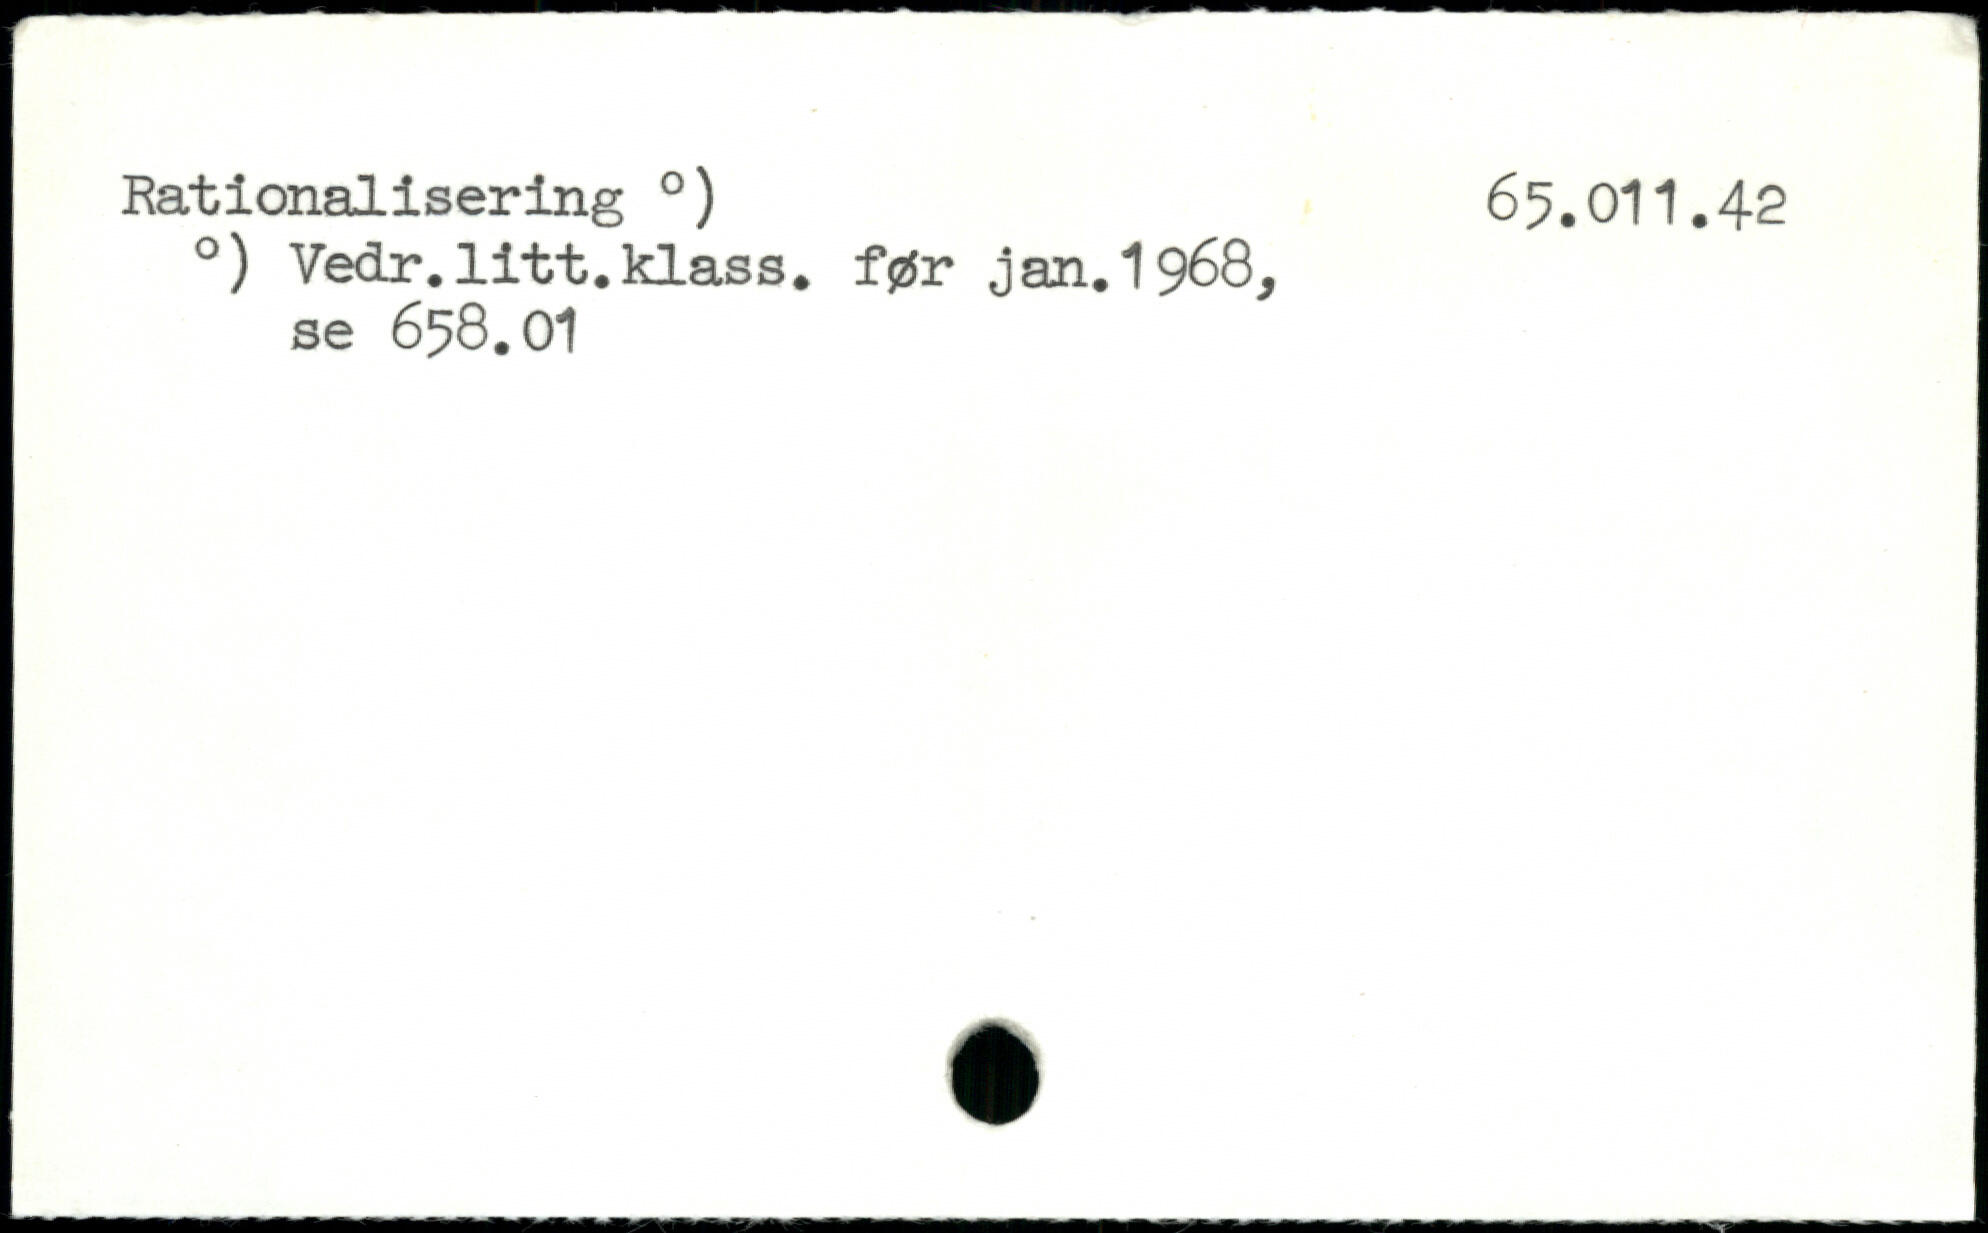 Rationalisering º) 65.011.42
º) Vedr.litt.klass. før jan.1968,
se 658.01